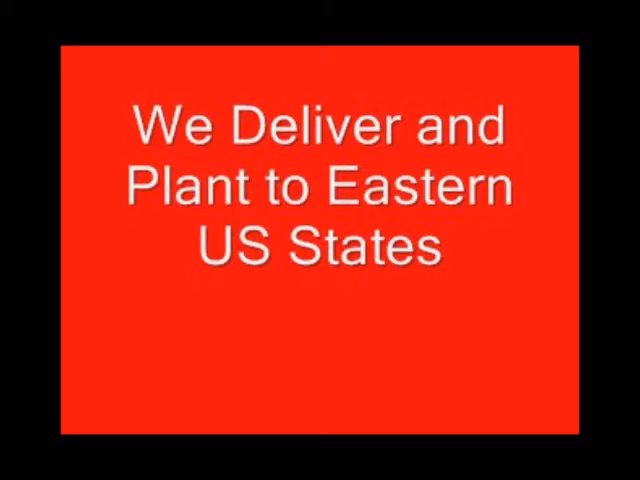 We Deliver and
Plant to Eastern
US States